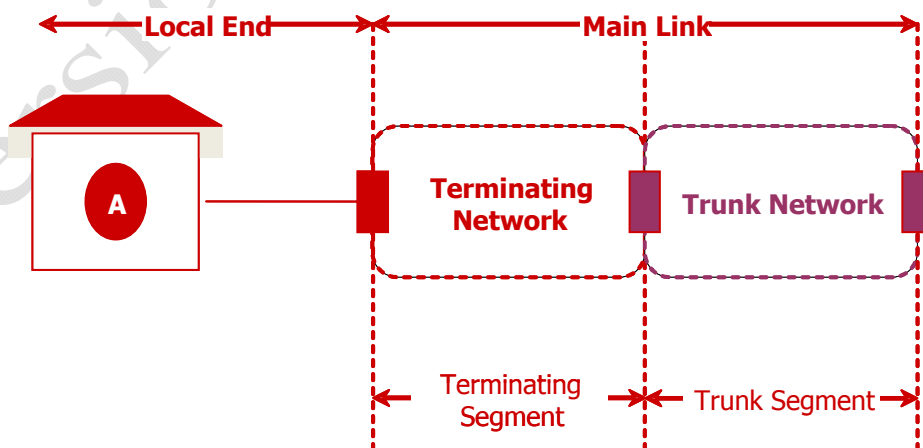 Local End
Main Link
A
Terminating
Network
Trunk Network
Terminating
Segment
Trunk Segment